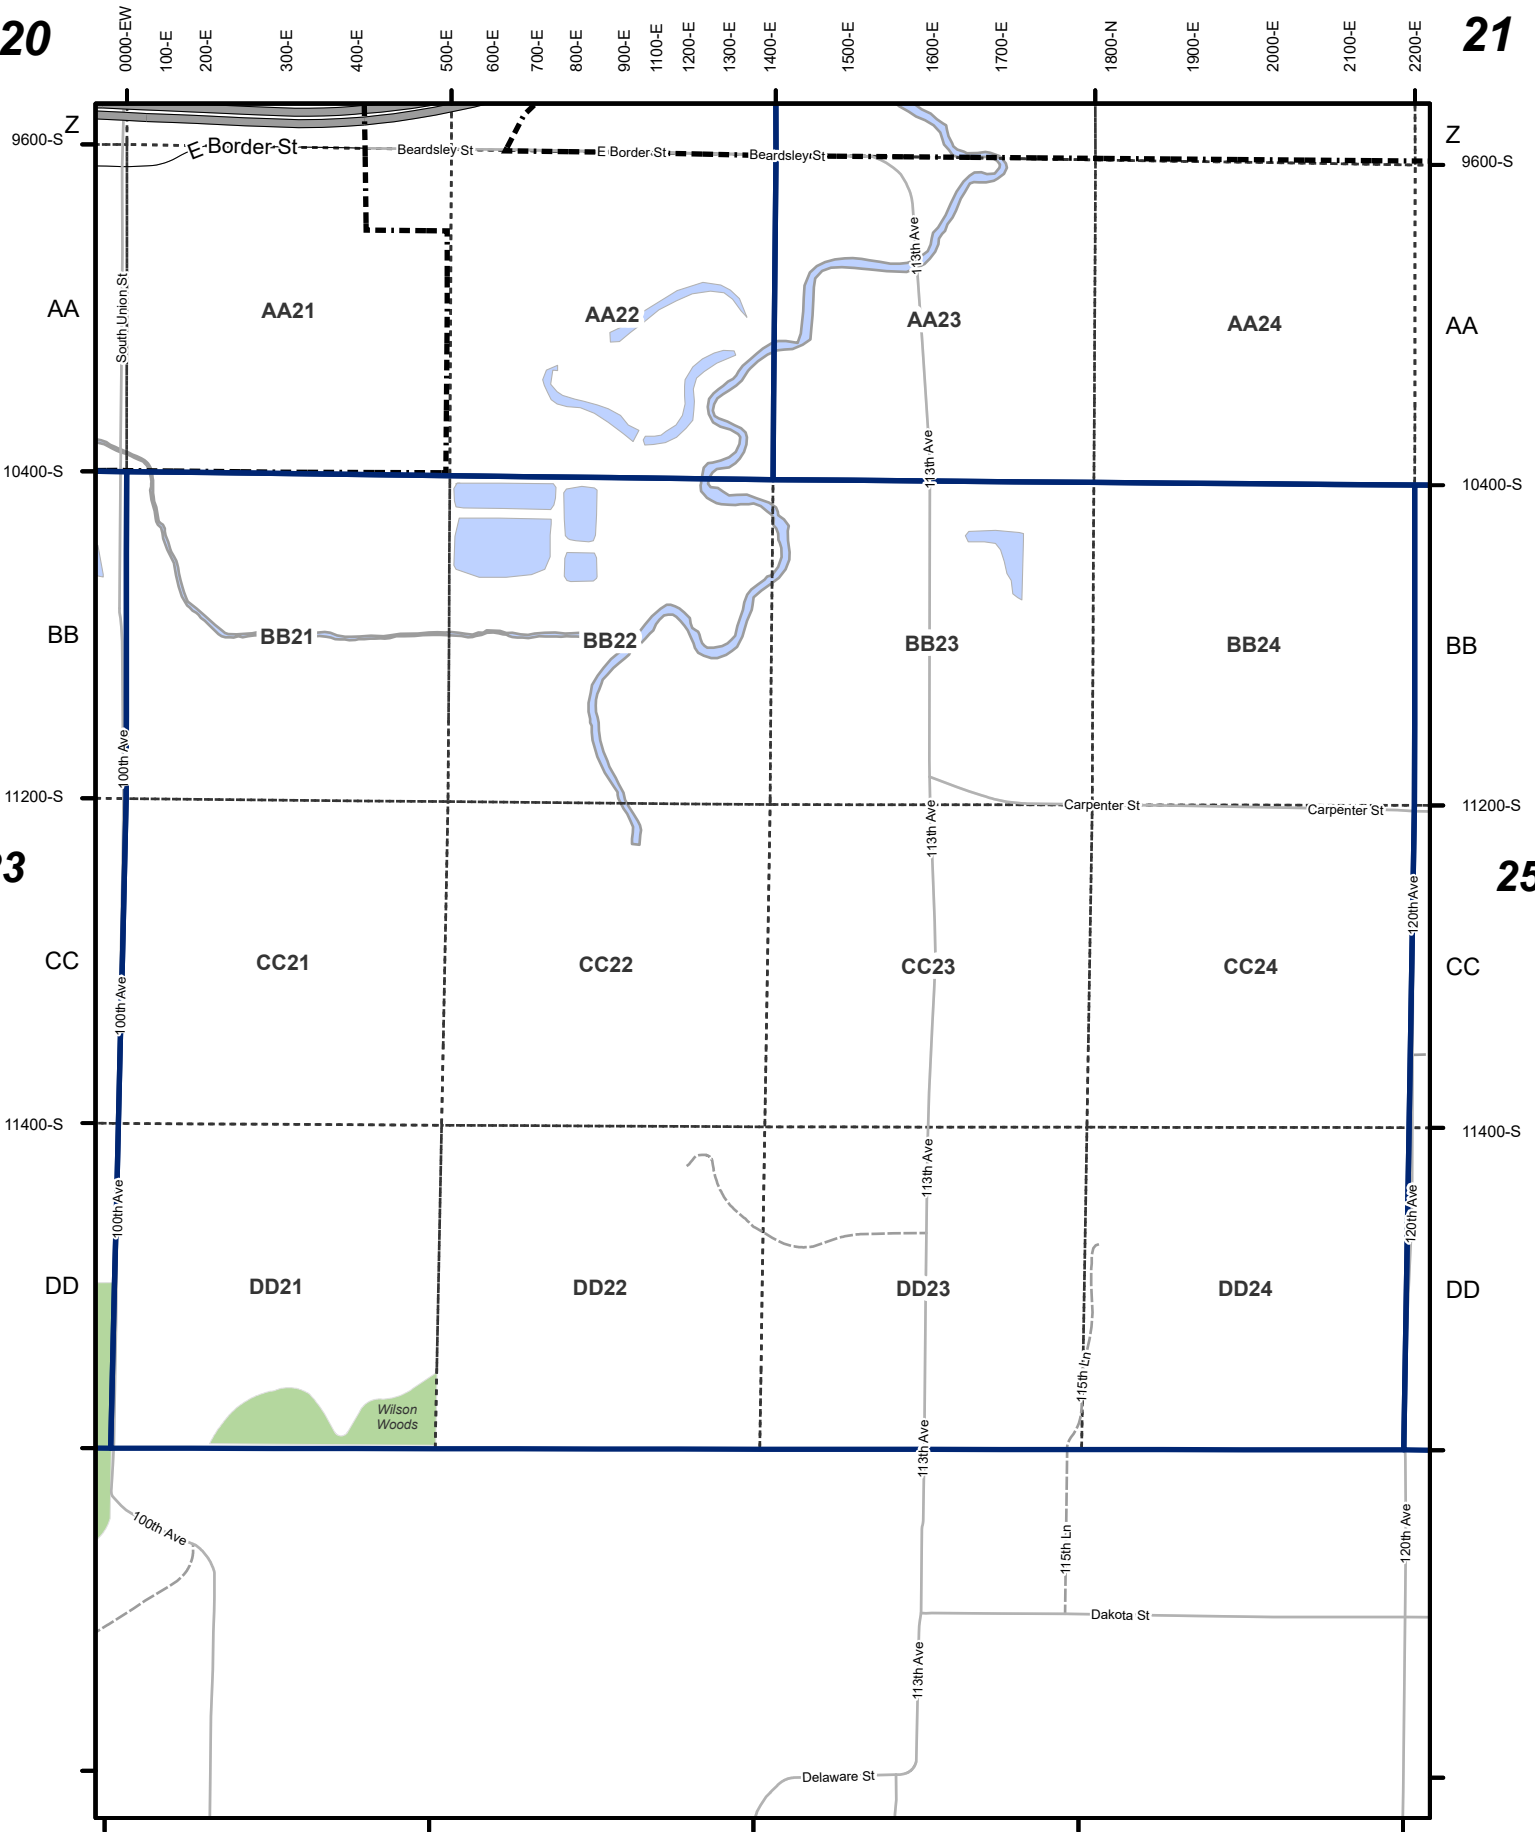 20
21
0000-EW
100-E
200-E
300-E
400-E
500-E
600-E
700-E
800-E
900-E
1100-E
1200-E
1300-E
1400-E
1500-E
1600-E
1700-E
1800-N
1900-E
2000-E
2100-E
2200-E
Z
Z
9600-S
9600-S
E Border St
Beardsley St
E Border St
Beardsley St
113th Ave
South Union St
AA
AA21
AA22
AA23
AA24
AA
113th Ave
10400-S
10400-S
BB
BB21
BB22
BB23
BB24
BB
100th Ave
11200-S
11200-S
113th Ave
Carpenter St
Carpenter St
25
120th Ave
CC
CC21
CC22
CC23
CC24
CC
100th Ave
11400-S
11400-S
113th Ave
100th Ave
120th Ave
DD
DD21
DD22
DD23
DD24
DD
115th Ln
Wilson
Woods
113th Ave
100th Ave
115th Ln
120th Ave
Dakota St
113th Ave
Delaware St